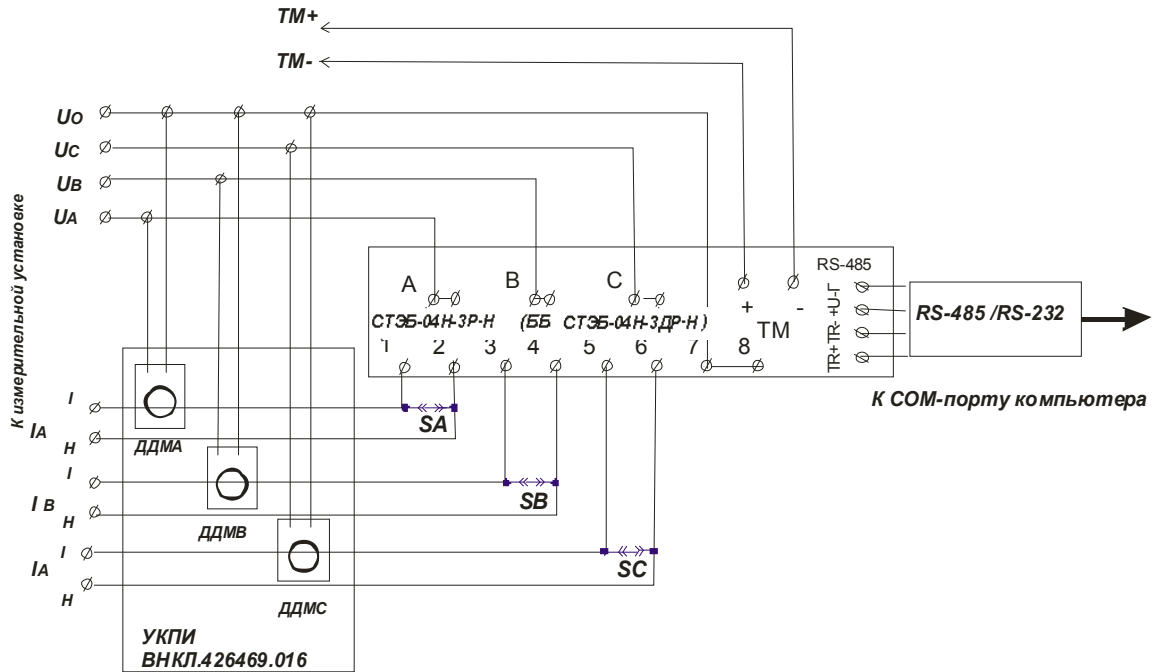 TM+
TM-
Uo
Uc
UB
UA
К измерительной установке
A
B
C
СТЭБ-04Н-3Р-Н (ББ СТЭБ-04Н-3ДР-Н)
+
-
TM
1 2 3 4 5 6 7 8
RS-485
TR+TR- +U-Г
RS-485 /RS-232
К COM-порту компьютера
I
IA
Н
ДДМА
SA
I
I В
Н
ДДМВ
SB
I
IA
Н
ДДМС
SC
УКПИ
ВНКЛ.426469.016